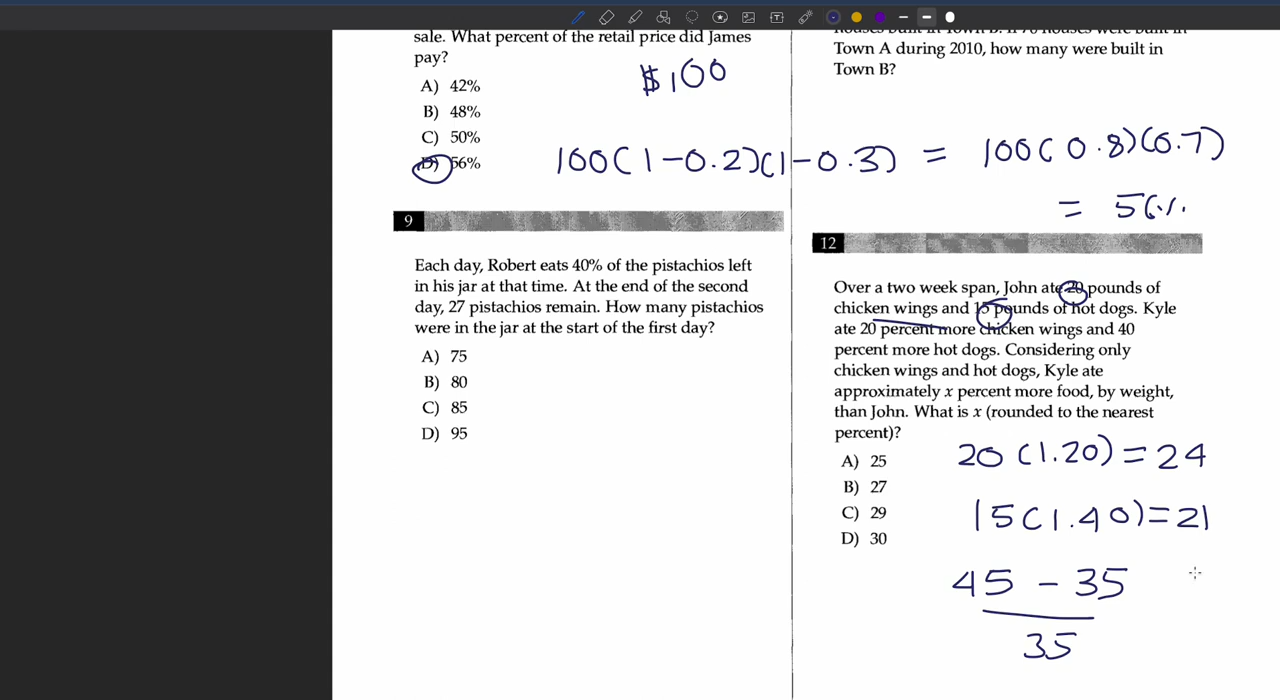 sale. What percent of the retail price did James
pay?
A) 42%
B) 48%
C) 50%
D) 56%
$100
100(1-0.2)(1-0.3) = 100(0.8)(0.7)
= 56%
9
Each day, Robert eats 40% of the pistachios left
in his jar at that time. At the end of the second
day, 27 pistachios remain. How many pistachios
were in the jar at the start of the first day?
A) 75
B) 80
C) 85
D) 95
Town A during 2010, how many were built in
Town B?
12
Over a two week span, John ate 20 pounds of
chicken wings and 15 pounds of hot dogs. Kyle
ate 20 percent more chicken wings and 40
percent more hot dogs. Considering only
chicken wings and hot dogs, Kyle ate
approximately x percent more food, by weight,
than John. What is x (rounded to the nearest
percent)?
A) 25
B) 27
C) 29
D) 30
20(1.20)=24
15(1.40)=21
45 - 35
35